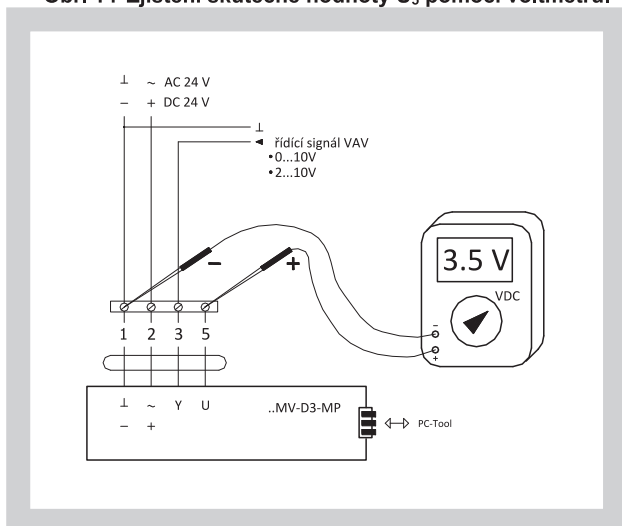 Obr. 14 Zjištění skutečné hodnoty U₅ pomocí voltmetru.
⊥ ~ AC 24 V
− + DC 24 V
⊥
řídící signál VAV
•0...10V
•2...10V
− +
3.5 V
VDC
−
+
1 2 3 5
⊥ ~ Y U ..MV-D3-MP
− +
PC-Tool